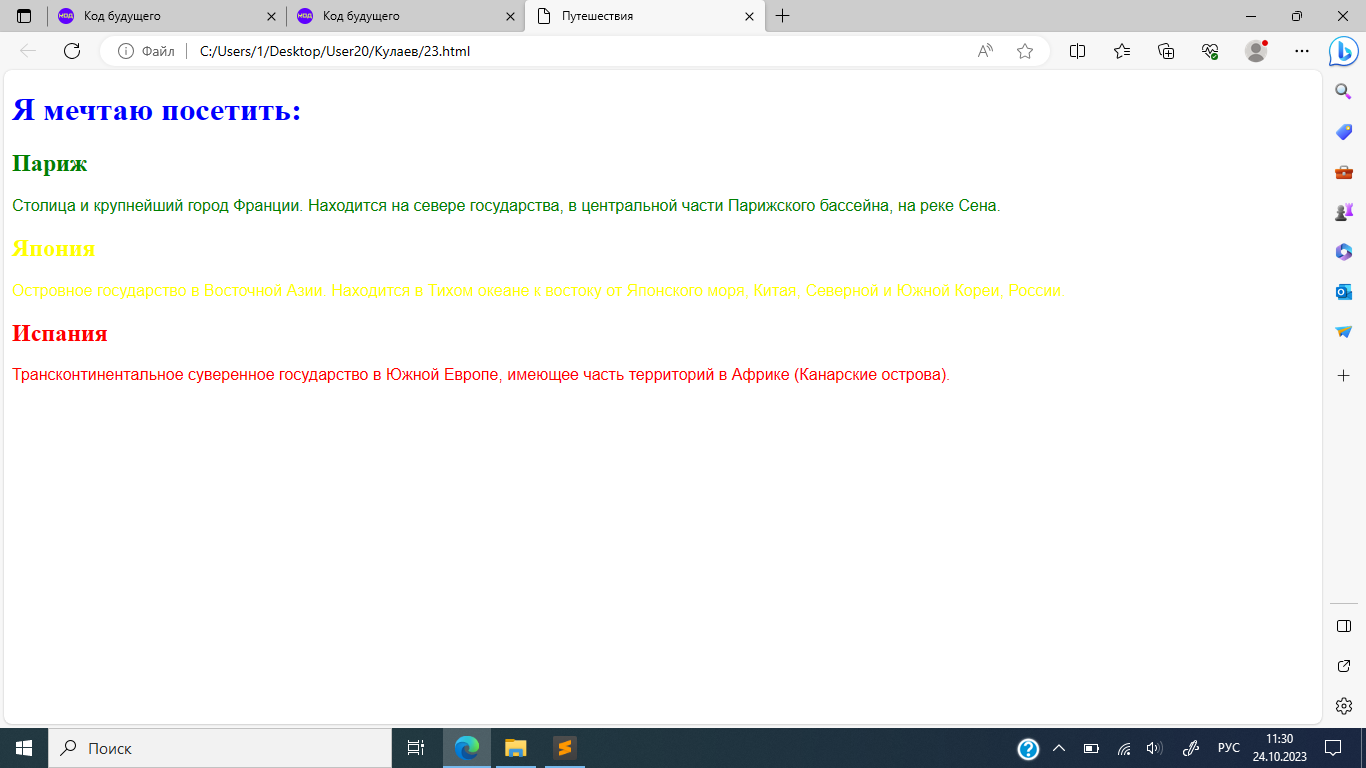 Код будущего
Код будущего
Путешествия
Файл
C:/Users/1/Desktop/User20/Кулаев/23.html
Я мечтаю посетить:
Париж
Столица и крупнейший город Франции. Находится на севере государства, в центральной части Парижского бассейна, на реке Сена.
Япония
Островное государство в Восточной Азии. Находится в Тихом океане к востоку от Японского моря, Китая, Северной и Южной Кореи, России.
Испания
Трансконтинентальное суверенное государство в Южной Европе, имеющее часть территорий в Африке (Канарские острова).
Поиск
РУС
11:30
24.10.2023